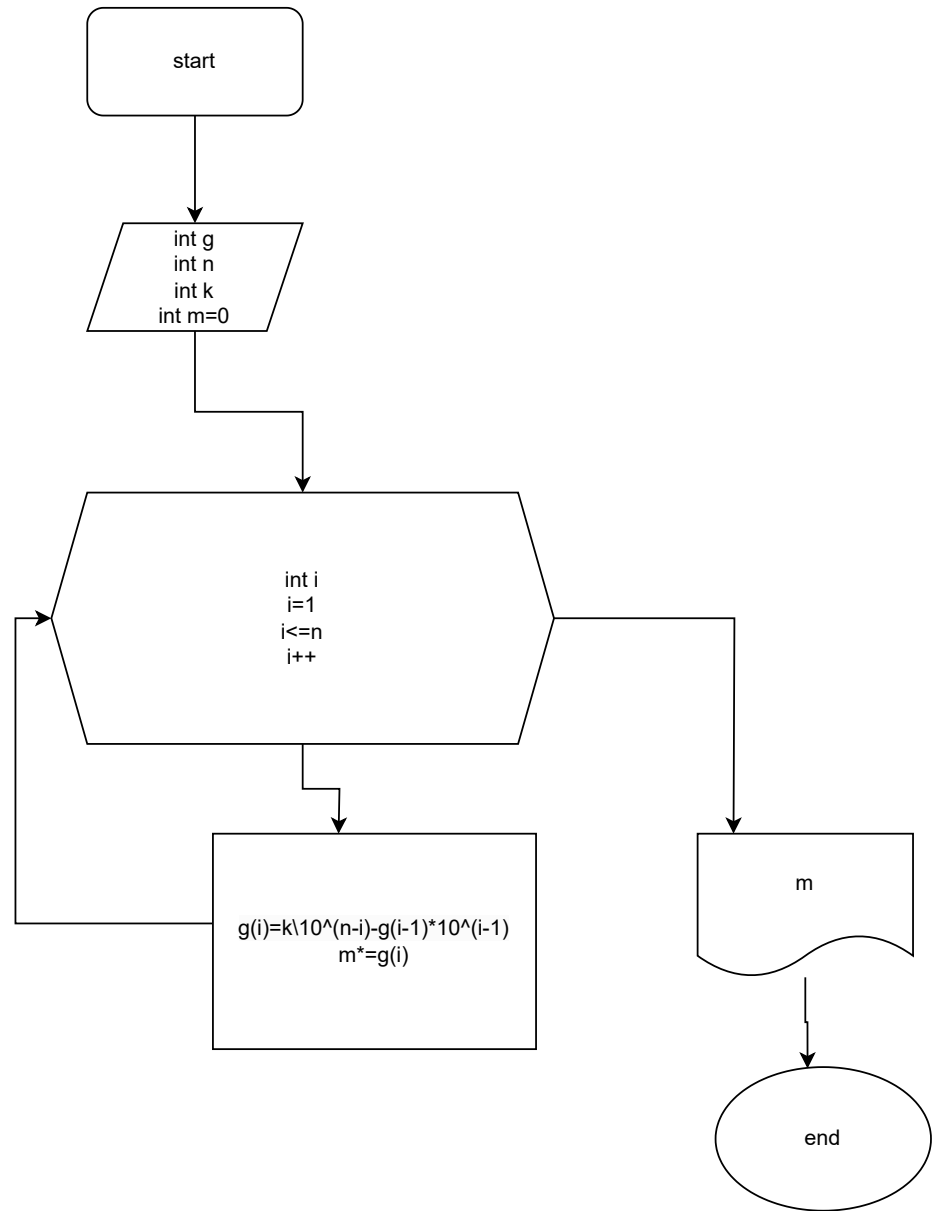 start
int g
int n
int k
int m=0
int i
i=1
i<=n
i++
g(i)=k\10^(n-i)-g(i-1)*10^(i-1)
m*=g(i)
m
end